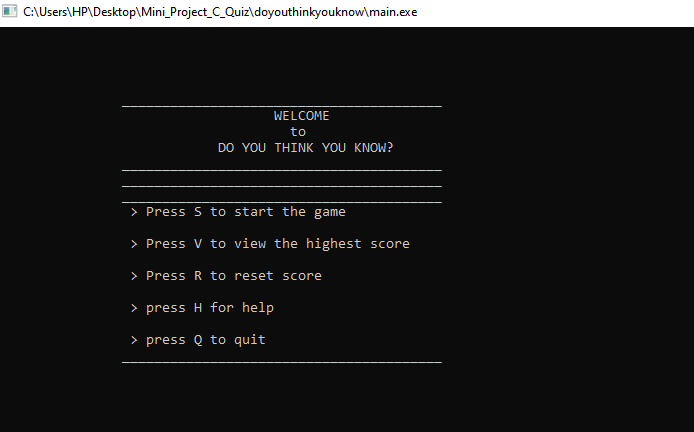 C:\Users\HP\Desktop\Mini_Project_C_Quiz\doyouthinkyouknow\main.exe
WELCOME
to
DO YOU THINK YOU KNOW?
> Press S to start the game
> Press V to view the highest score
> Press R to reset score
> press H for help
> press Q to quit